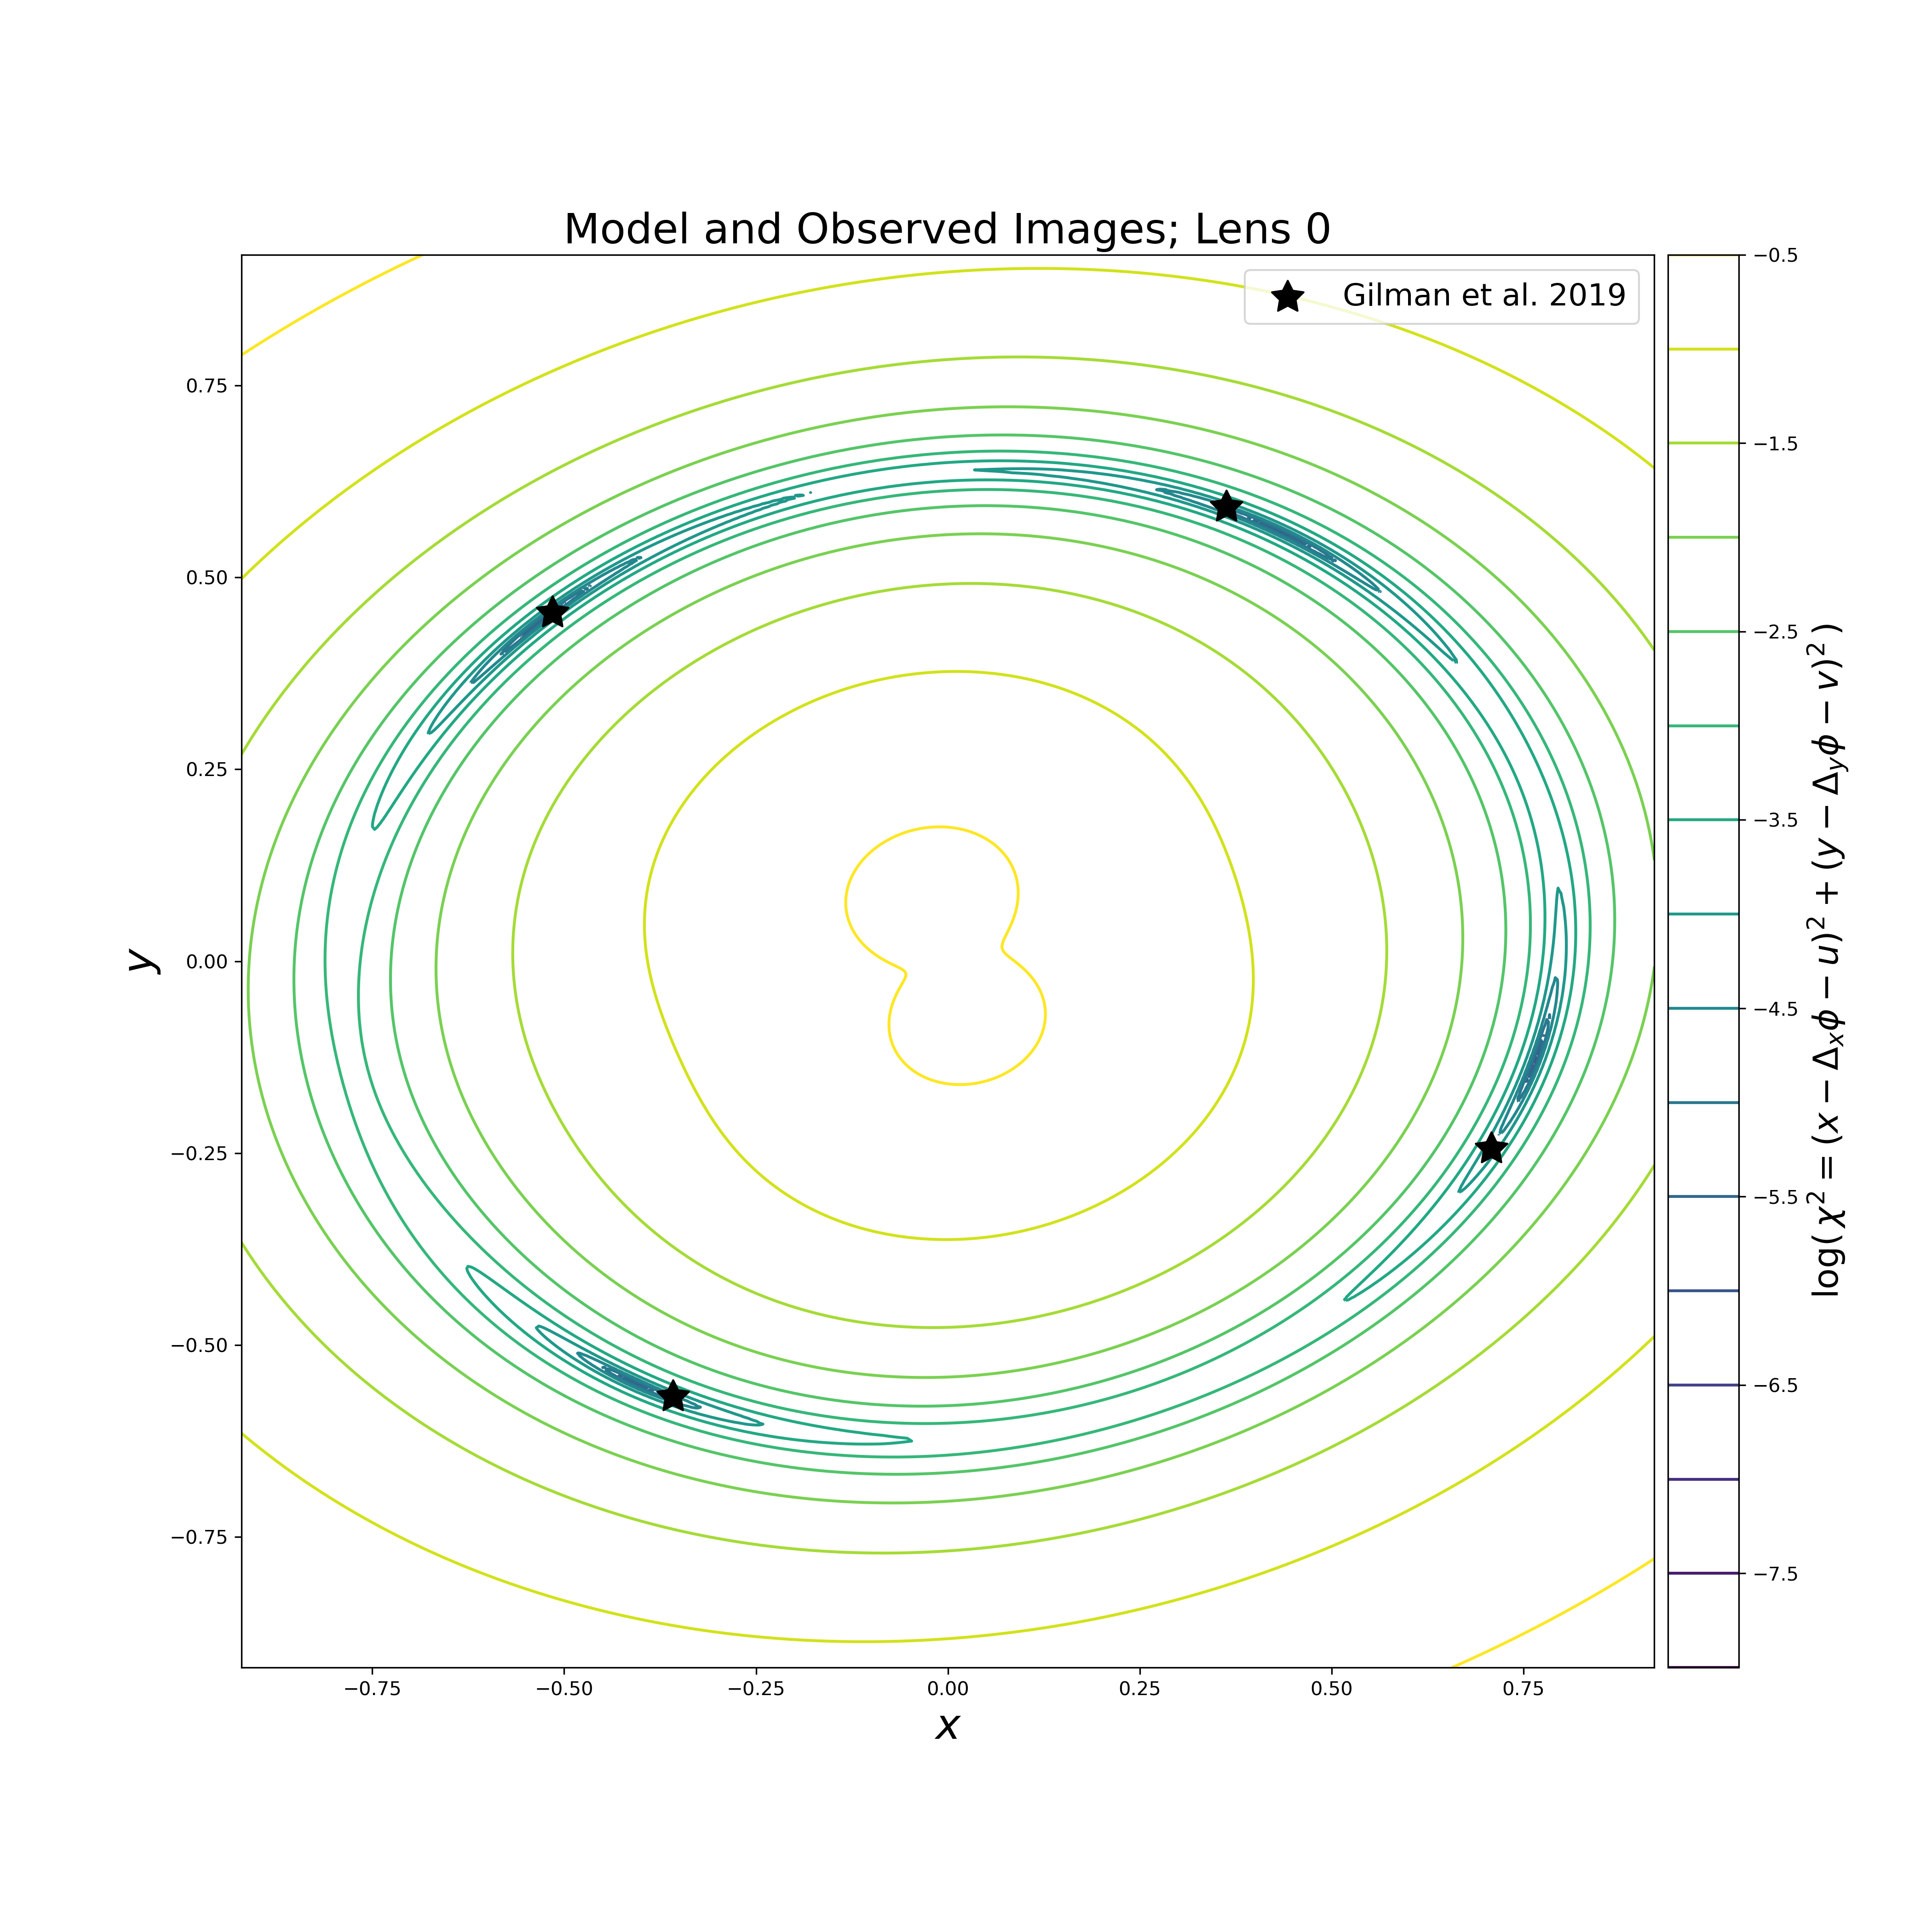 Model and Observed Images; Lens 0
Gilman et al. 2019
y
0.75
0.50
0.25
0.00
−0.25
−0.50
−0.75
−0.75 −0.50 −0.25 0.00 0.25 0.50 0.75
x
−0.5
−1.5
−2.5
−3.5
−4.5
−5.5
−6.5
−7.5
log(χ² = (x − Δₓϕ − u)² + (y − Δᵧϕ − v)²)